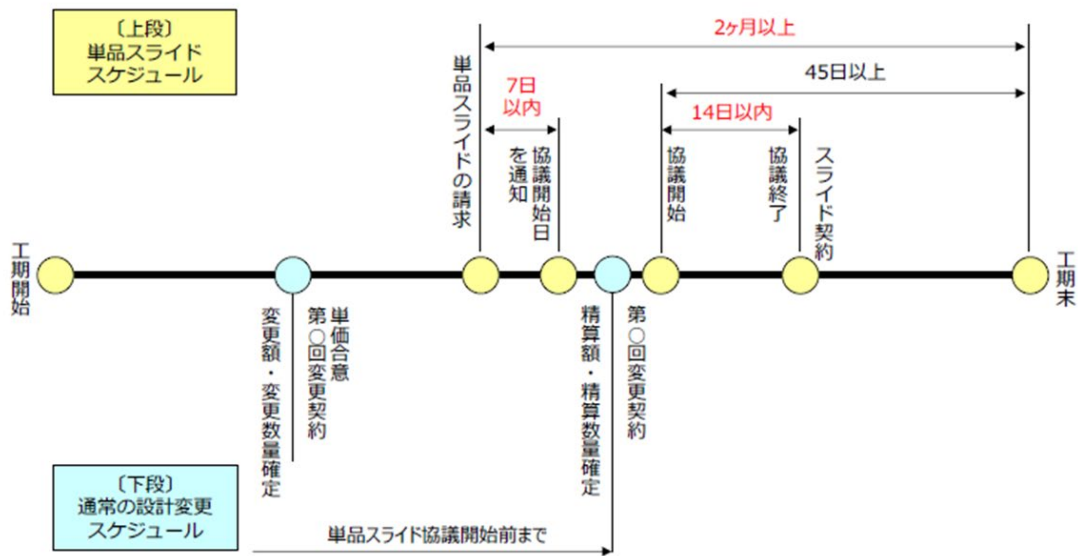 〔上段〕
単品スライド
スケジュール
2ヶ月以上
45日以上
7日
以内
14日以内
単品スライドの請求
協議開始日
を通知
協議開始
協議終了
スライド契約
工期開始
工期末
単価合意
第〇回変更契約
変更額・変更数量確定
第〇回変更契約
精算額・精算数量確定
〔下段〕
通常の設計変更
スケジュール
単品スライド協議開始前まで